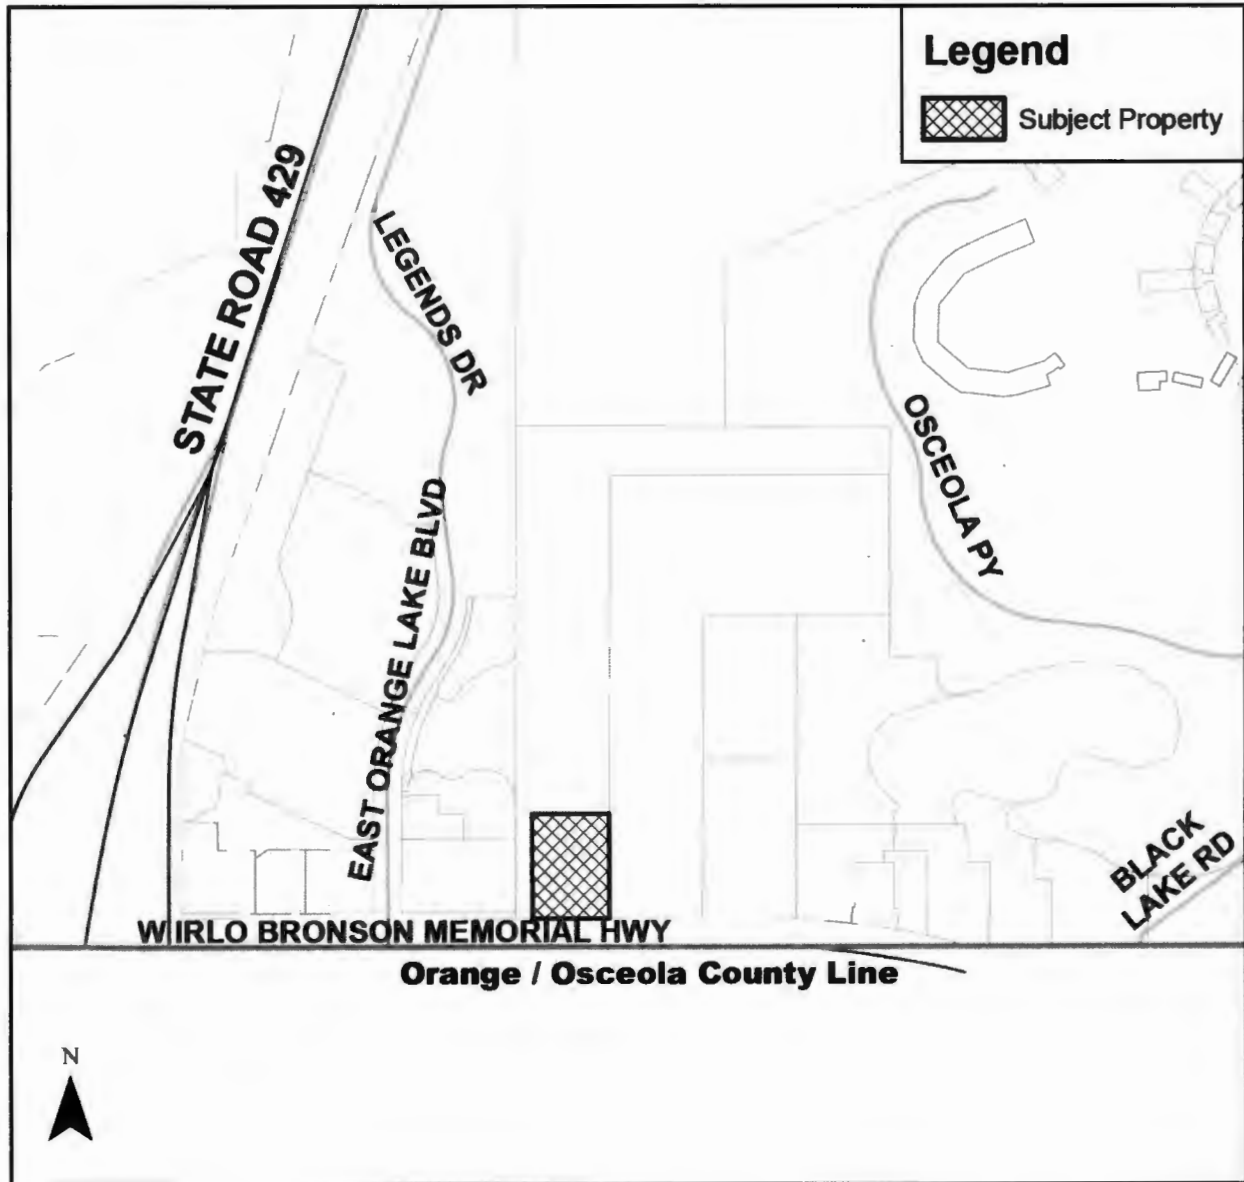 Legend
Subject Property
STATE ROAD 429
LEGENDS DR
OSCEOLA PY
EAST ORANGE LAKE BLVD
BLACK
LAKE RD
W IRLO BRONSON MEMORIAL HWY
Orange / Osceola County Line
N